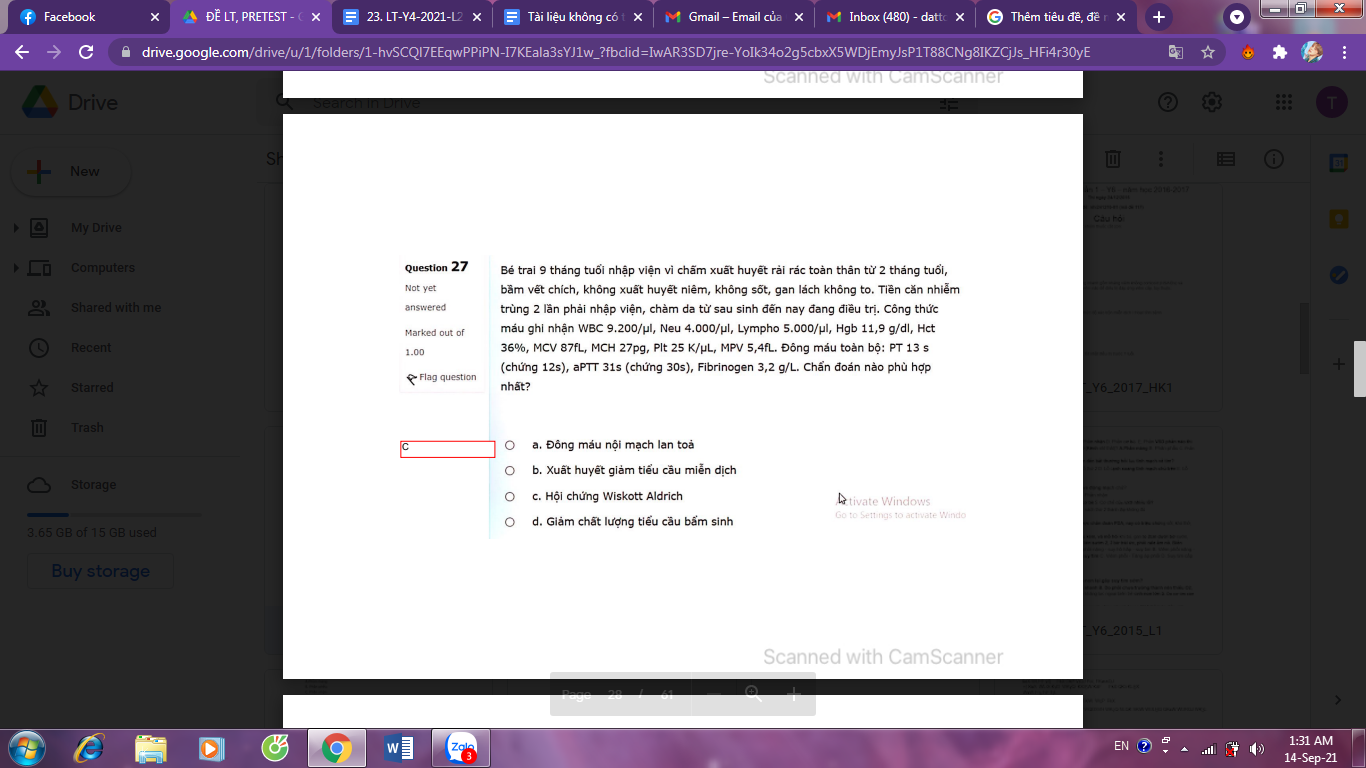 Facebook
ĐỀ LT, PRETEST - G
23. LT-Y4-2021-L2
Tài liệu không có t
Gmail – Email của
Inbox (480) - datto
Thêm tiêu đề, đề
drive.google.com/drive/u/1/folders/1-hvSCQI7EEqwPPiPN-I7KEala3sYJ1w_?fbclid=IwAR3SD7jre-YoIk34o2g5cbxX5WDjEmyJsP1T88CNg8IKZCjJs_HFi4r30yE
Scanned with CamScanner
Drive
Search in Drive
T
New
My Drive
Computers
Shared with me
Recent
Starred
Trash
Storage
3.65 GB of 15 GB used
Buy storage
Câu hỏi
T_Y6_2017_HK1
_Y6_2015_L1
Question 27
Not yet
answered
Marked out of
1.00
Flag question
Bé trai 9 tháng tuổi nhập viện vì chấm xuất huyết rải rác toàn thân từ 2 tháng tuổi,
bầm vết chích, không xuất huyết niêm, không sốt, gan lách không to. Tiền căn nhiễm
trùng 2 lần phải nhập viện, chàm da từ sau sinh đến nay đang điều trị. Công thức
máu ghi nhận WBC 9.200/µl, Neu 4.000/µl, Lympho 5.000/µl, Hgb 11,9 g/dl, Hct
36%, MCV 87fL, MCH 27pg, Plt 25 K/µL, MPV 5,4fL. Đông máu toàn bộ: PT 13 s
(chứng 12s), aPTT 31s (chứng 30s), Fibrinogen 3,2 g/L. Chẩn đoán nào phù hợp
nhất?
C
a. Đông máu nội mạch lan toả
b. Xuất huyết giảm tiểu cầu miễn dịch
c. Hội chứng Wiskott Aldrich
d. Giảm chất lượng tiểu cầu bẩm sinh
Activate Windows
Go to Settings to activate Windo
Scanned with CamScanner
Page 28 / 61
Zalo
3
EN
1:31 AM
14-Sep-21